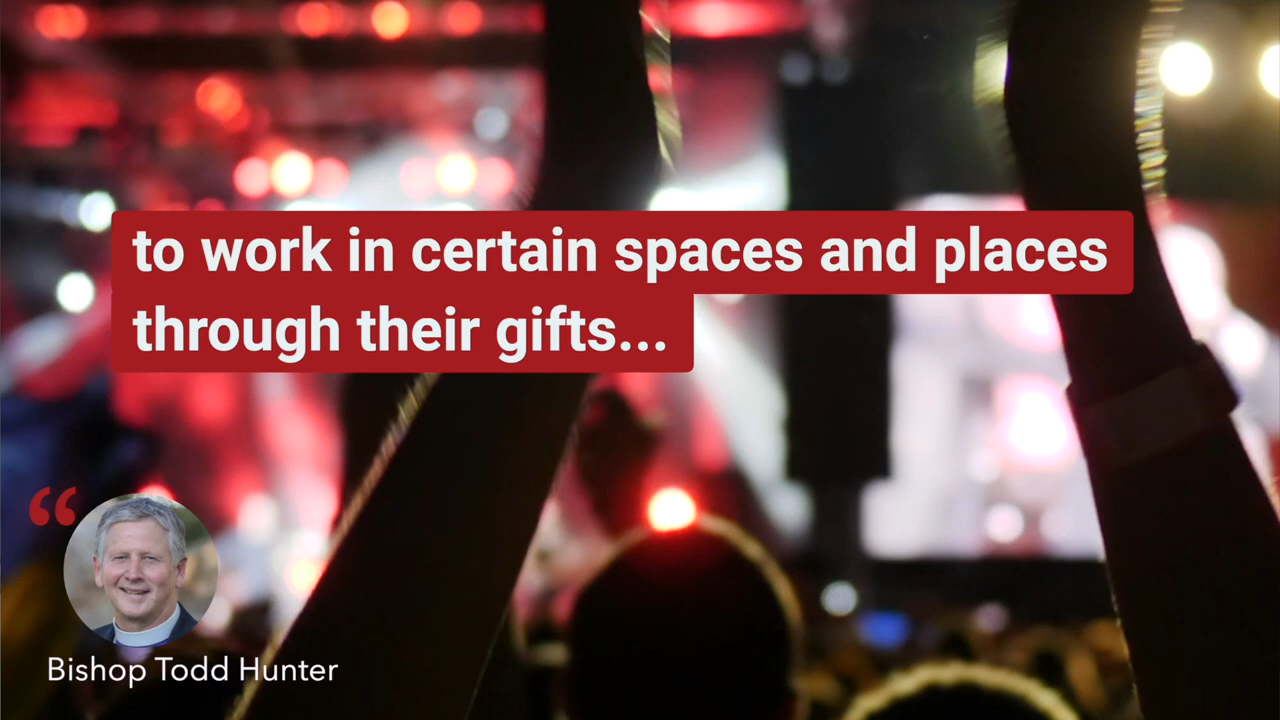 to work in certain spaces and places
through their gifts...
“
Bishop Todd Hunter